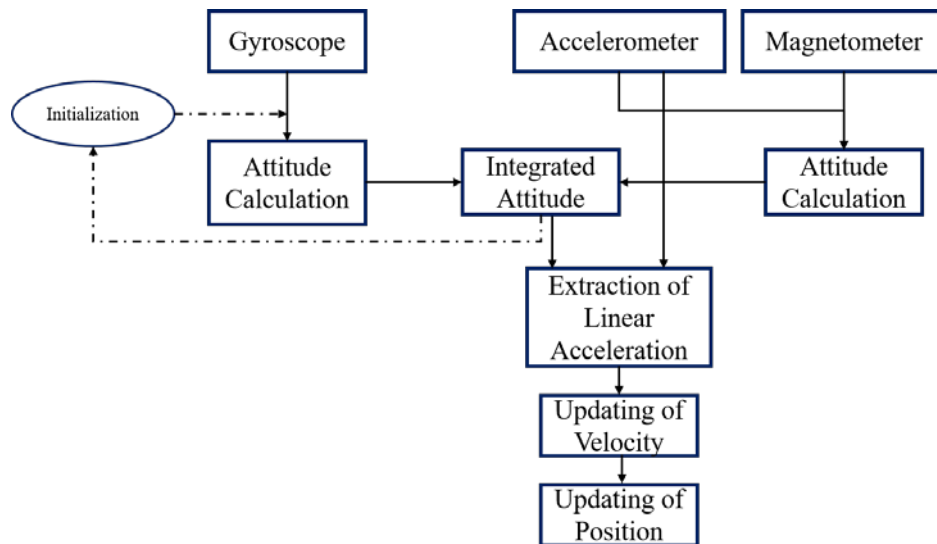 Gyroscope
Accelerometer
Magnetometer
Initialization
Attitude
Calculation
Integrated
Attitude
Attitude
Calculation
Extraction of
Linear
Acceleration
Updating of
Velocity
Updating of
Position